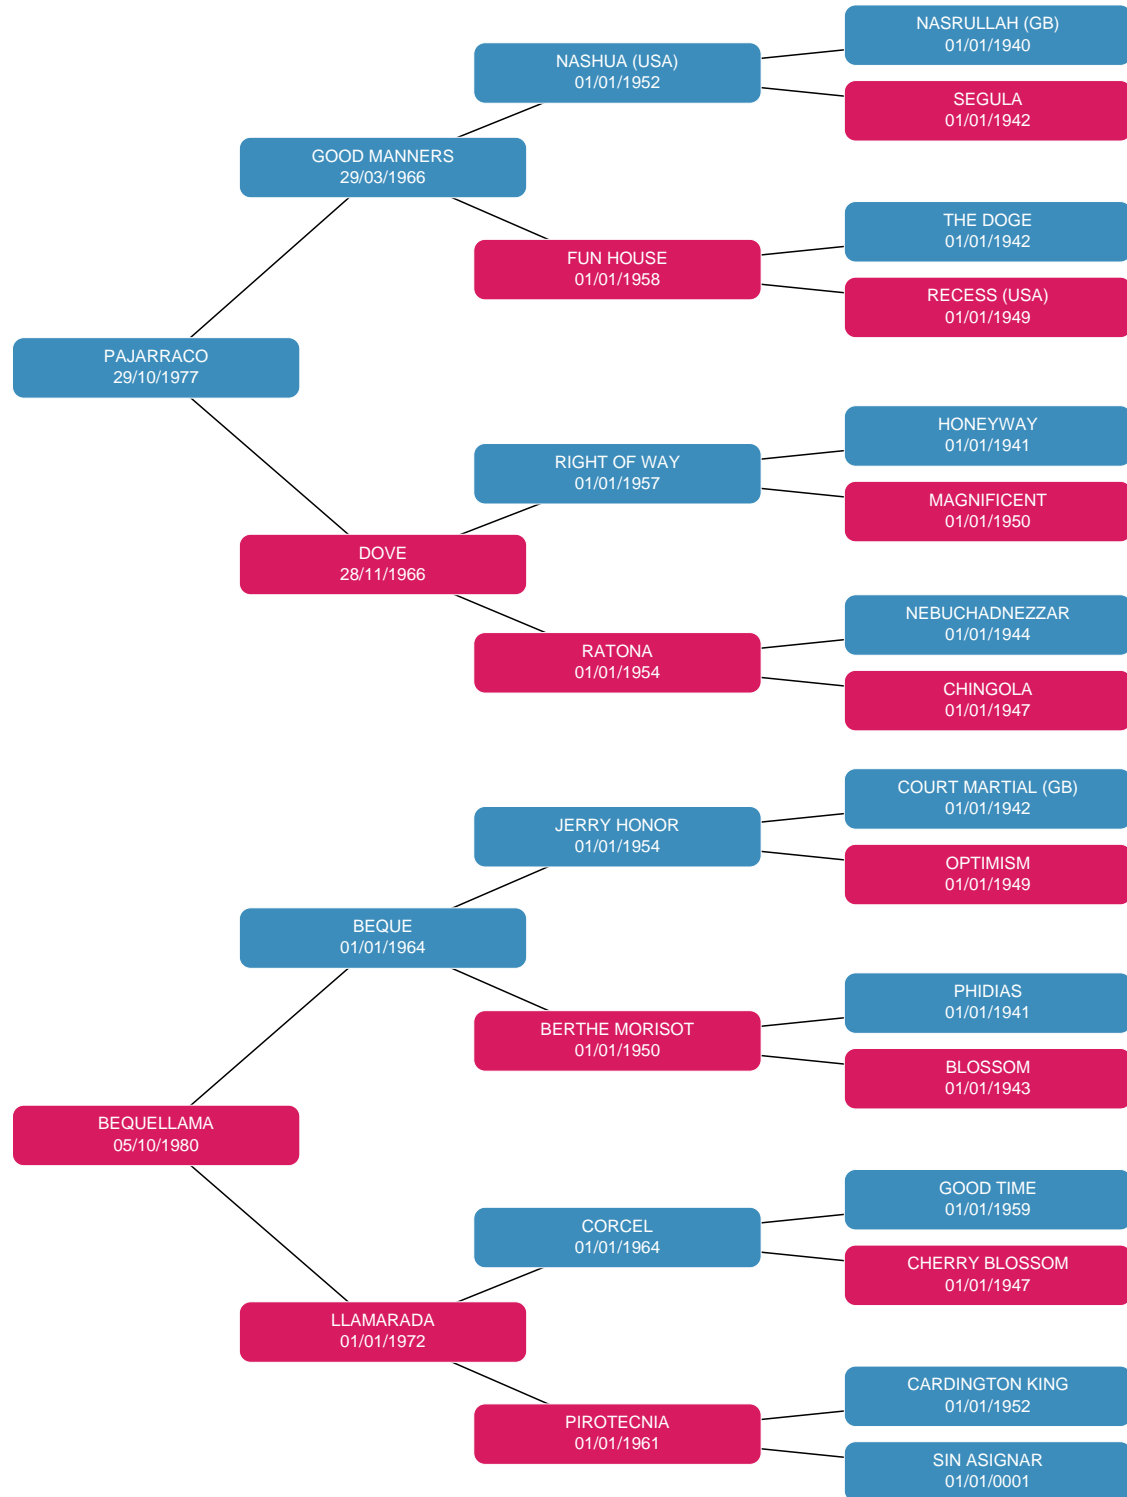 NASRULLAH (GB)
01/01/1940
NASHUA (USA)
01/01/1952
SEGULA
01/01/1942
GOOD MANNERS
29/03/1966
THE DOGE
01/01/1942
FUN HOUSE
01/01/1958
RECESS (USA)
01/01/1949
PAJARRACO
29/10/1977
HONEYWAY
01/01/1941
RIGHT OF WAY
01/01/1957
MAGNIFICENT
01/01/1950
DOVE
28/11/1966
NEBUCHADNEZZAR
01/01/1944
RATONA
01/01/1954
CHINGOLA
01/01/1947
COURT MARTIAL (GB)
01/01/1942
JERRY HONOR
01/01/1954
OPTIMISM
01/01/1949
BEQUE
01/01/1964
PHIDIAS
01/01/1941
BERTHE MORISOT
01/01/1950
BLOSSOM
01/01/1943
BEQUELLAMA
05/10/1980
GOOD TIME
01/01/1959
CORCEL
01/01/1964
CHERRY BLOSSOM
01/01/1947
LLAMARADA
01/01/1972
CARDINGTON KING
01/01/1952
PIROTECNIA
01/01/1961
SIN ASIGNAR
01/01/0001